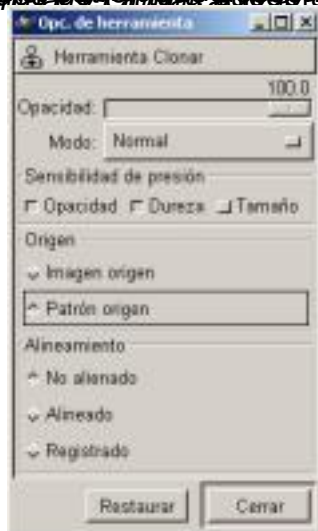 Opc. de herramienta
Herramienta Clonar
100.0
Opacidad:
Modo: Normal
Sensibilidad de presión
Opacidad Dureza Tamaño
Origen
Imagen origen
Patrón origen
Alineamiento
No alienado
Alineado
Registrado
Restaurar Cerrar